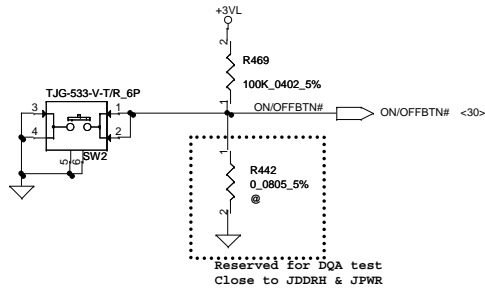 +3VL
2
R469
100K_0402_5%
1
TJG-533-V-T/R_6P
3
1
4
2
5
6
SW2
ON/OFFBTN#
ON/OFFBTN# <30>
1
R442
0_0805_5%
@
2
Reserved for DQA test
Close to JDDRH & JPWR